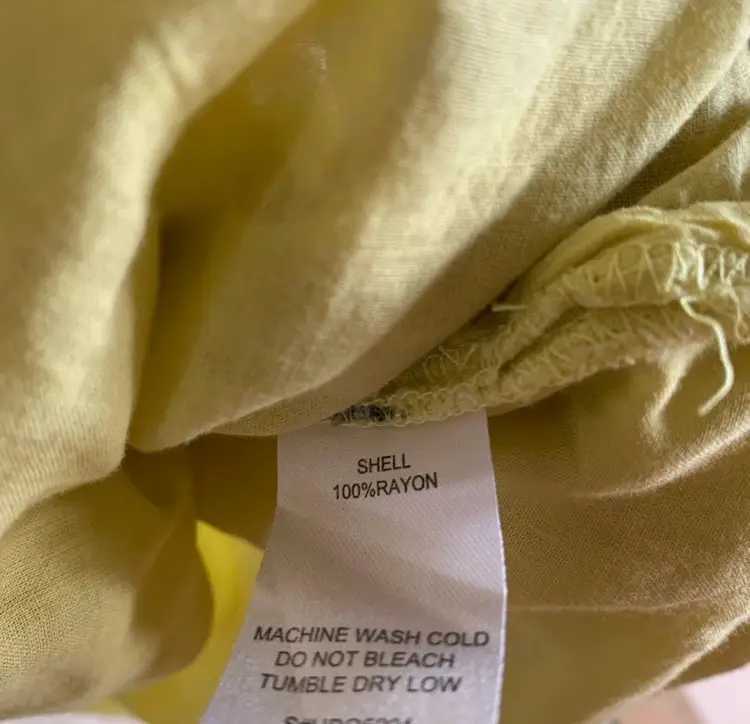 SHELL
100%RAYON
MACHINE WASH COLD
DO NOT BLEACH
TUMBLE DRY LOW